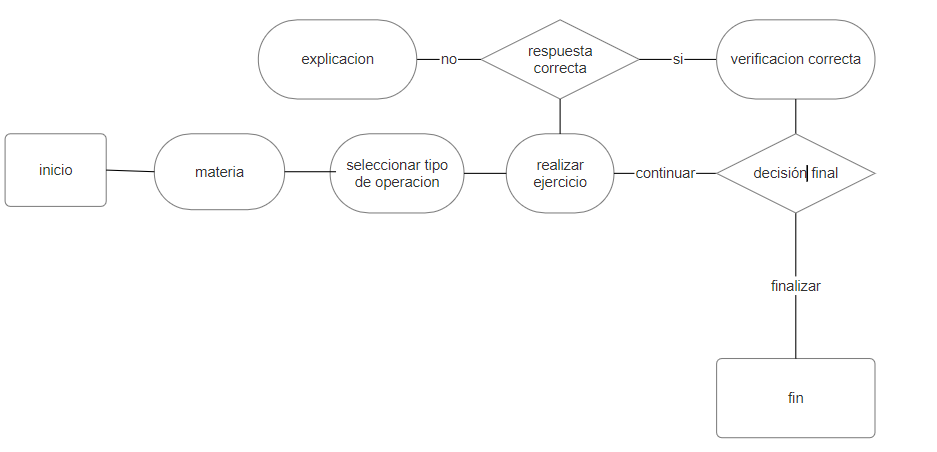 explicacion
no
respuesta
correcta
si
verificacion correcta
inicio
materia
seleccionar tipo
de operacion
realizar
ejercicio
continuar
decisión final
finalizar
fin